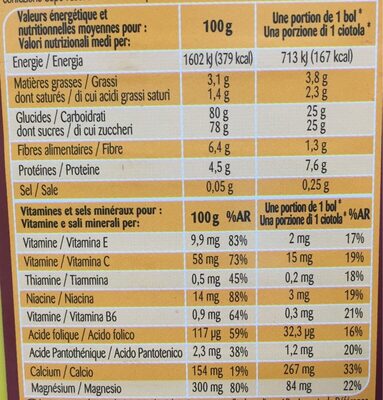 Valeurs énergétique et
nutritionnelles moyennes pour :
Valori nutrizionali medi per:
100g
Une portion de 1 bol*
Una porzione di 1 ciotola*
Energie / Energia 1602 kJ (379 kcal) 713 kJ (167 kcal)
Matières grasses / Grassi 3,1 g 3,8 g
dont saturés / di cui acidi grassi saturi 1,4 g 2,3 g
Glucides / Carboidrati 80 g 25 g
dont sucres / di cui zuccheri 78 g 25 g
Fibres alimentaires / Fibre 6,4 g 1,3 g
Protéines / Proteine 4,5 g 7,6 g
Sel / Sale 0,05 g 0,25 g
Vitamines et sels minéraux pour :
Vitamine e sali minerali per:
100g %AR
Une portion de 1 bol*
Una porzione di 1 ciotola* %AR
Vitamine / Vitamina E 9,9 mg 83% 2 mg 17%
Vitamine / Vitamina C 58 mg 73% 15 mg 19%
Thiamine / Tiammina 0,5 mg 45% 0,2 mg 18%
Niacine / Niacina 14 mg 88% 3 mg 19%
Vitamine / Vitamina B6 0,9 mg 64% 0,3 mg 21%
Acide folique / Acido folico 117 µg 59% 32,3 µg 16%
Acide Pantothénique / Acido Pantotenico 2,3 mg 38% 1,2 mg 20%
Calcium / Calcio 154 mg 19% 267 mg 33%
Magnésium / Magnesio 300 mg 80% 84 mg 22%